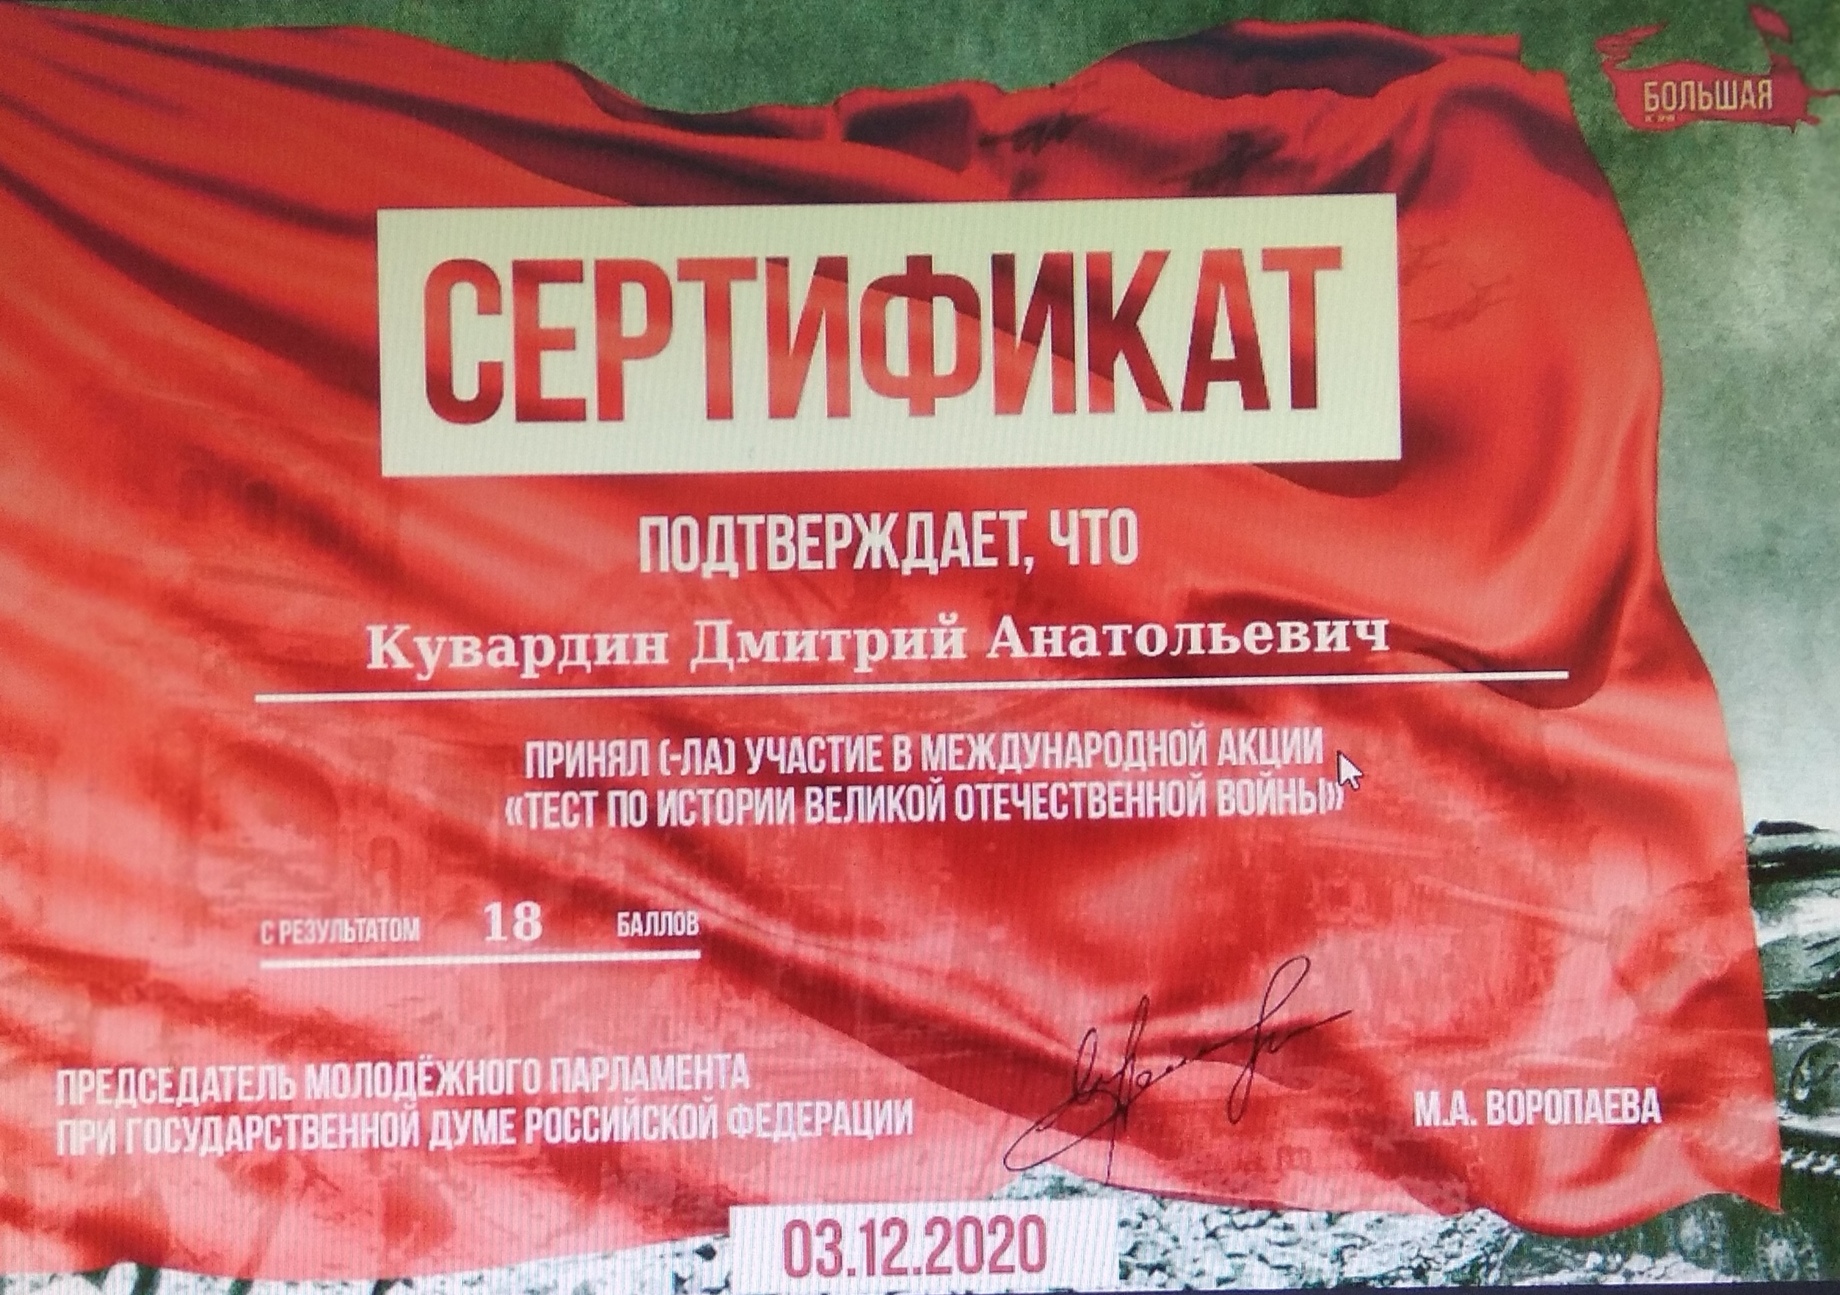 БОЛЬШАЯ
СЕРТИФИКАТ
ПОДТВЕРЖДАЕТ, ЧТО
Кувардин Дмитрий Анатольевич
ПРИНЯЛ (-ЛА) УЧАСТИЕ В МЕЖДУНАРОДНОЙ АКЦИИ
«ТЕСТ ПО ИСТОРИИ ВЕЛИКОЙ ОТЕЧЕСТВЕННОЙ ВОЙНЫ»
С РЕЗУЛЬТАТОМ 18 БАЛЛОВ
ПРЕДСЕДАТЕЛЬ МОЛОДЁЖНОГО ПАРЛАМЕНТА
ПРИ ГОСУДАРСТВЕННОЙ ДУМЕ РОССИЙСКОЙ ФЕДЕРАЦИИ
М.А. ВОРОПАЕВА
03.12.2020